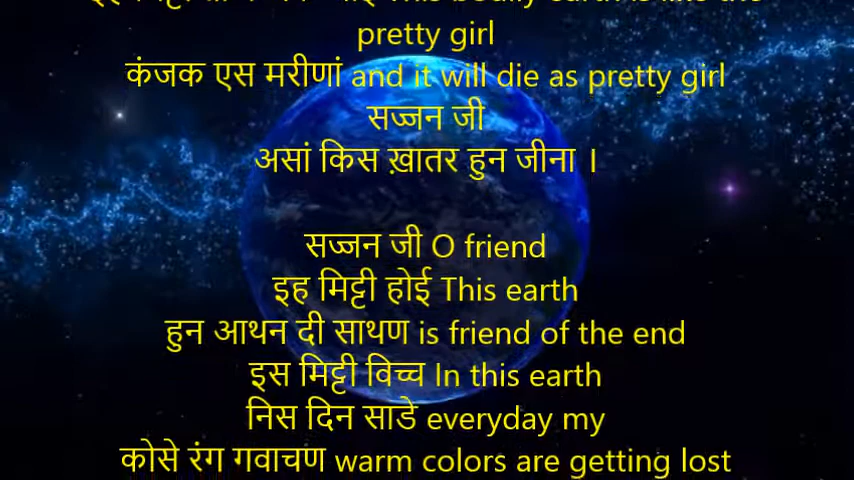 pretty girl
कंजक एस मरीणां and it will die as pretty girl
सज्जन जी
असां किस ख़ातर हुन जीना ।
सज्जन जी O friend
इह मिट्टी होई This earth
हुन आथन दी साथण is friend of the end
इस मिट्टी विच्च In this earth
निस दिन साडे everyday my
कोसे रंग गवाचण warm colors are getting lost